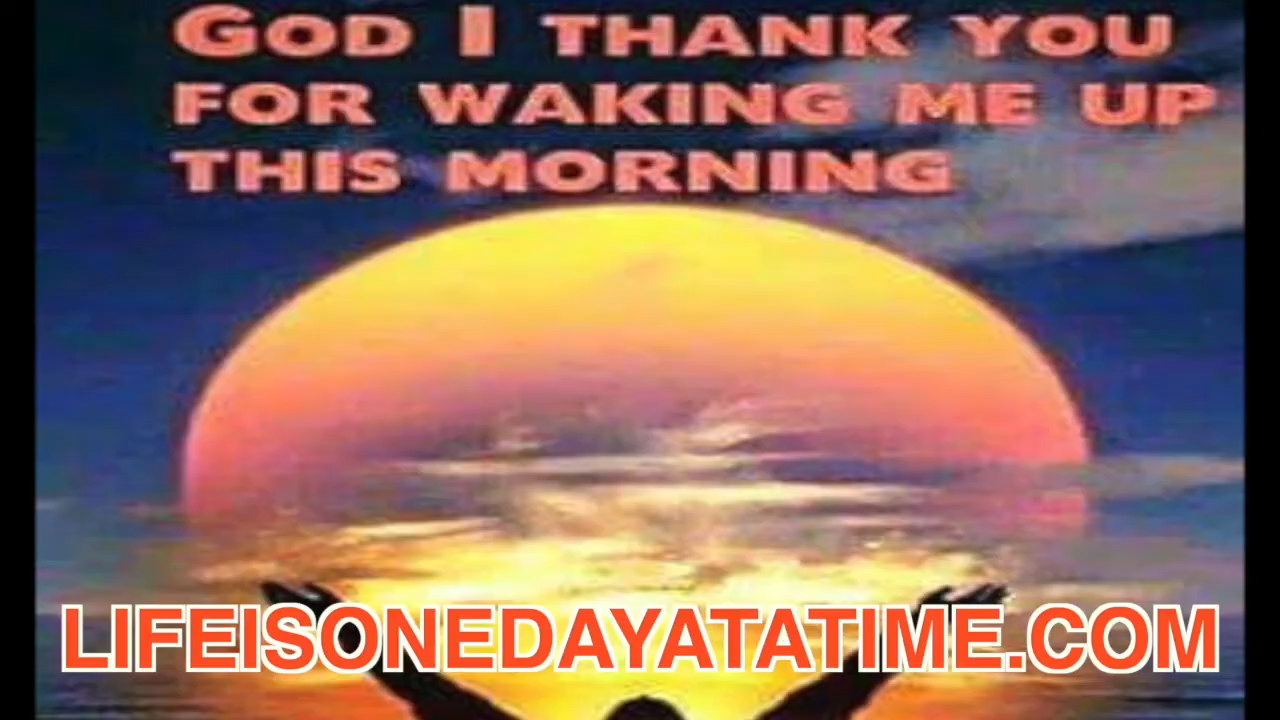 GOD I THANK YOU
FOR WAKING ME UP
THIS MORNING
LIFEISONEDAYATATIME.COM